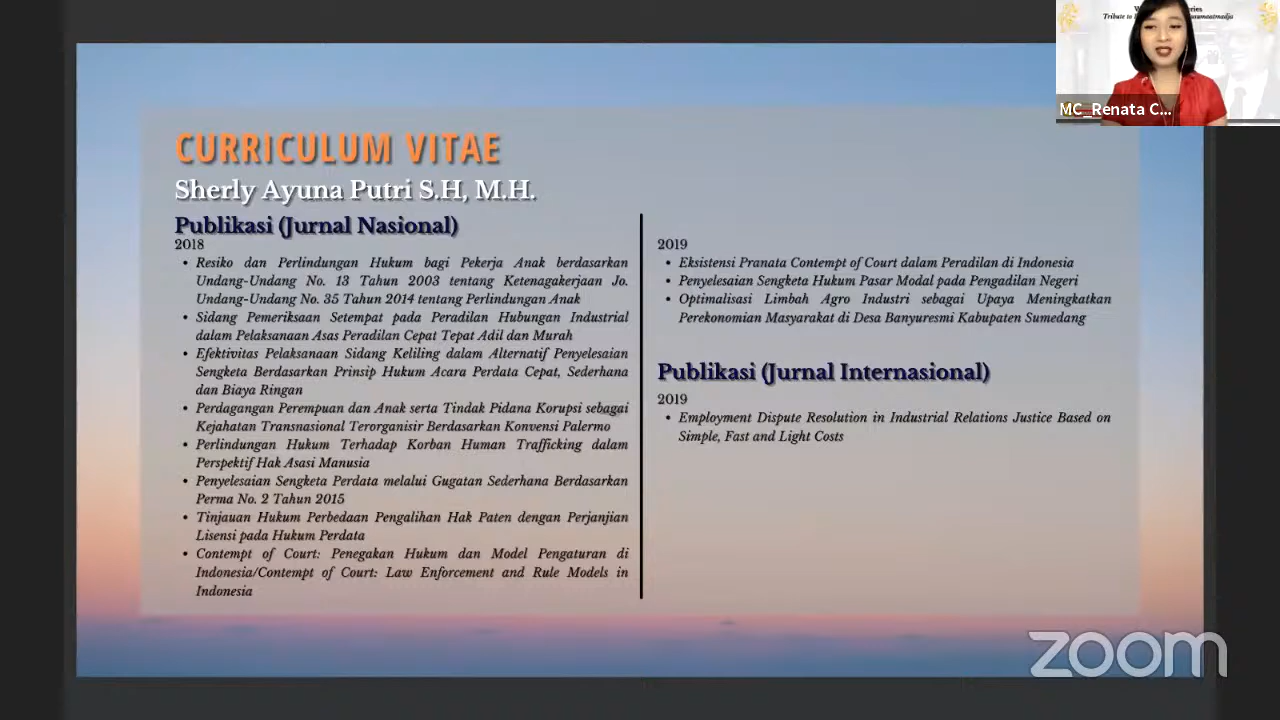 CURRICULUM VITAE
Sherly Ayuna Putri S.H, M.H.
Publikasi (Jurnal Nasional)
2018
• Resiko dan Perlindungan Hukum bagi Pekerja Anak berdasarkan
Undang-Undang No. 13 Tahun 2003 tentang Ketenagakerjaan Jo.
Undang-Undang No. 35 Tahun 2014 tentang Perlindungan Anak
• Sidang Pemeriksaan Setempat pada Peradilan Hubungan Industrial
dalam Pelaksanaan Asas Peradilan Cepat Tepat Adil dan Murah
• Efektivitas Pelaksanaan Sidang Keliling dalam Alternatif Penyelesaian
Sengketa Berdasarkan Prinsip Hukum Acara Perdata Cepat, Sederhana
dan Biaya Ringan
• Perdagangan Perempuan dan Anak serta Tindak Pidana Korupsi sebagai
Kejahatan Transnasional Terorganisir Berdasarkan Konvensi Palermo
• Perlindungan Hukum Terhadap Korban Human Trafficking dalam
Perspektif Hak Asasi Manusia
• Penyelesaian Sengketa Perdata melalui Gugatan Sederhana Berdasarkan
Perma No. 2 Tahun 2015
• Tinjauan Hukum Perbedaan Pengalihan Hak Paten dengan Perjanjian
Lisensi pada Hukum Perdata
• Contempt of Court: Penegakan Hukum dan Model Pengaturan di
Indonesia/Contempt of Court: Law Enforcement and Rule Models in
Indonesia
2019
• Eksistensi Pranata Contempt of Court dalam Peradilan di Indonesia
• Penyelesaian Sengketa Hukum Pasar Modal pada Pengadilan Negeri
• Optimalisasi Limbah Agro Industri sebagai Upaya Meningkatkan
Perekonomian Masyarakat di Desa Banyuresmi Kabupaten Sumedang
Publikasi (Jurnal Internasional)
2019
• Employment Dispute Resolution in Industrial Relations Justice Based on
Simple, Fast and Light Costs
Tribute to
MC_Renata C...
zoom